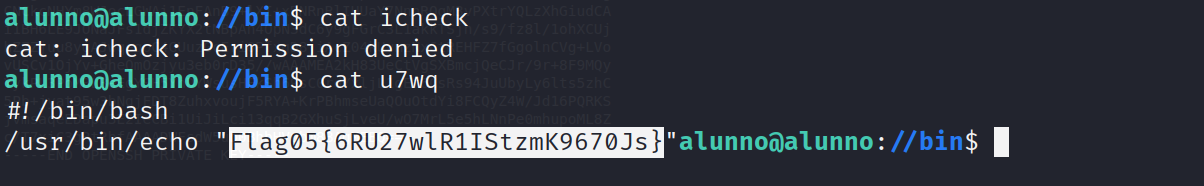 alunno@alunno://bin$ cat icheck
cat: icheck: Permission denied
alunno@alunno://bin$ cat u7wq
#!/bin/bash
/usr/bin/echo "Flag05{6RU27wlR1IStzmK9670Js}"alunno@alunno://bin$